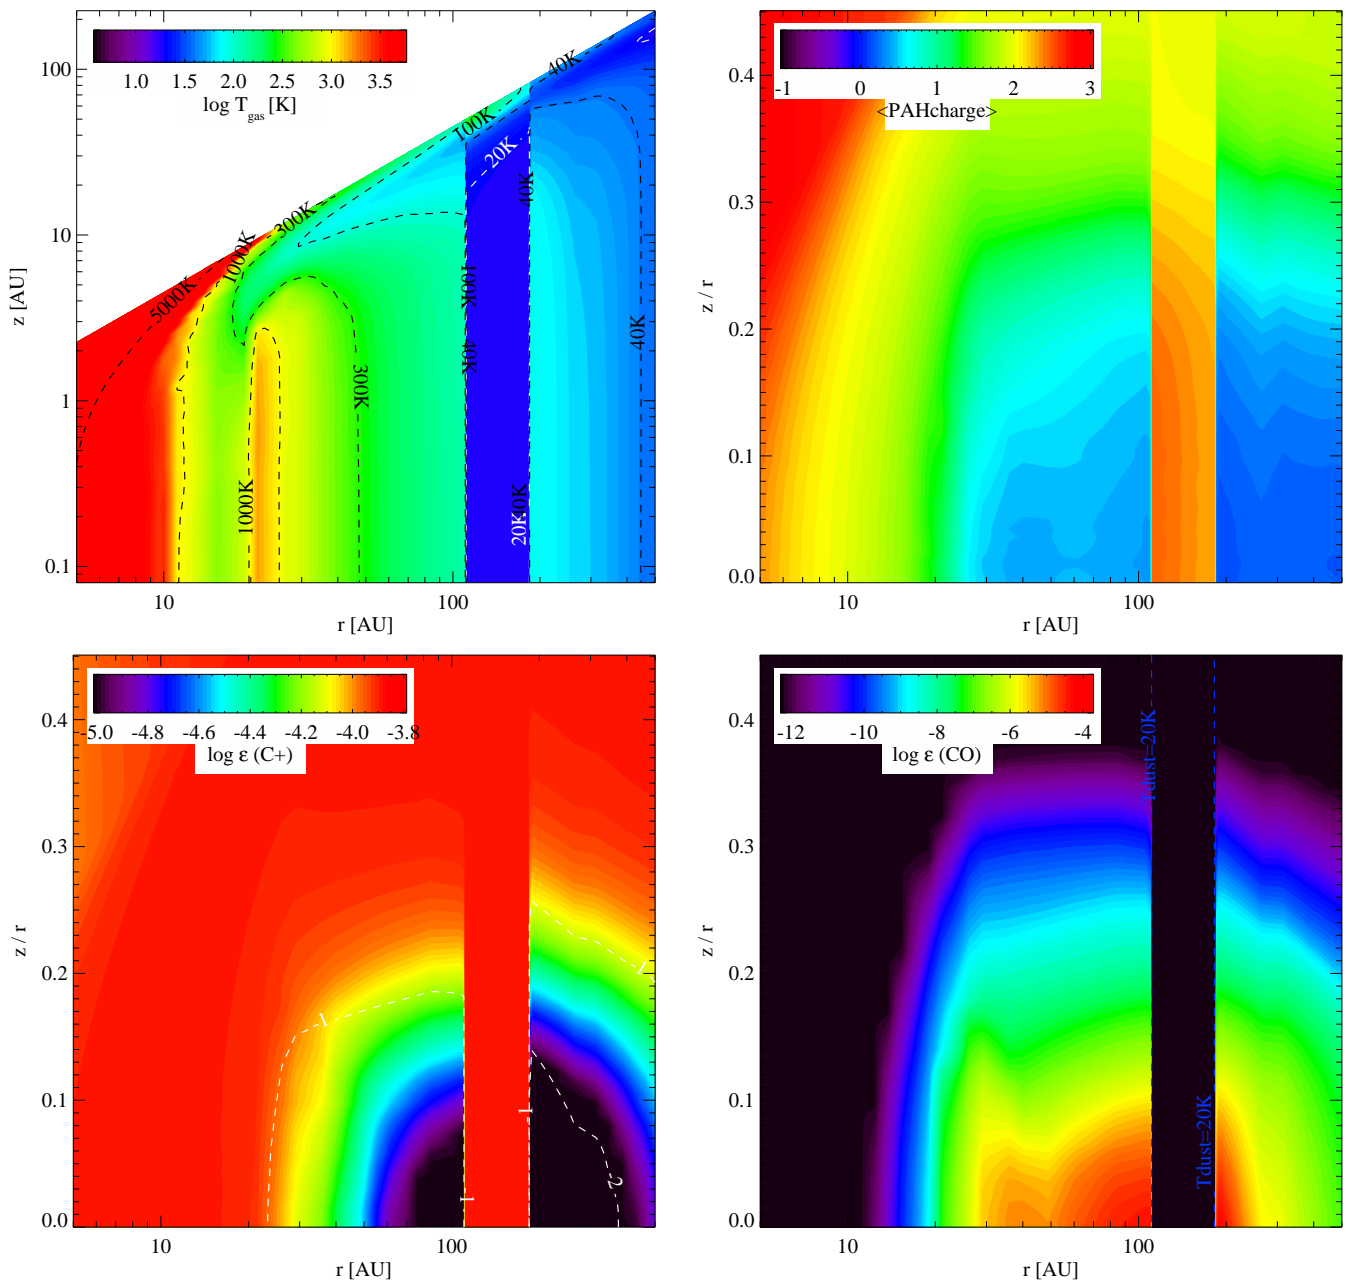 100
10
1
0.1
z [AU]
1.0 1.5 2.0 2.5 3.0 3.5
log T_gas [K]
5000K
1000K
300K
100K
40K
20K
40K
100K
40K
1000K
300K
20K
40K
40K
10 100
r [AU]
0.4
0.3
0.2
0.1
0.0
z / r
-1 0 1 2 3
<PAHcharge>
10 100
r [AU]
0.4
0.3
0.2
0.1
0.0
z / r
-5.0 -4.8 -4.6 -4.4 -4.2 -4.0 -3.8
log ε (C+)
1
1
1
1
2
10 100
r [AU]
0.4
0.3
0.2
0.1
0.0
z / r
-12 -10 -8 -6 -4
log ε (CO)
Tdust=20K
Tdust=20K
10 100
r [AU]